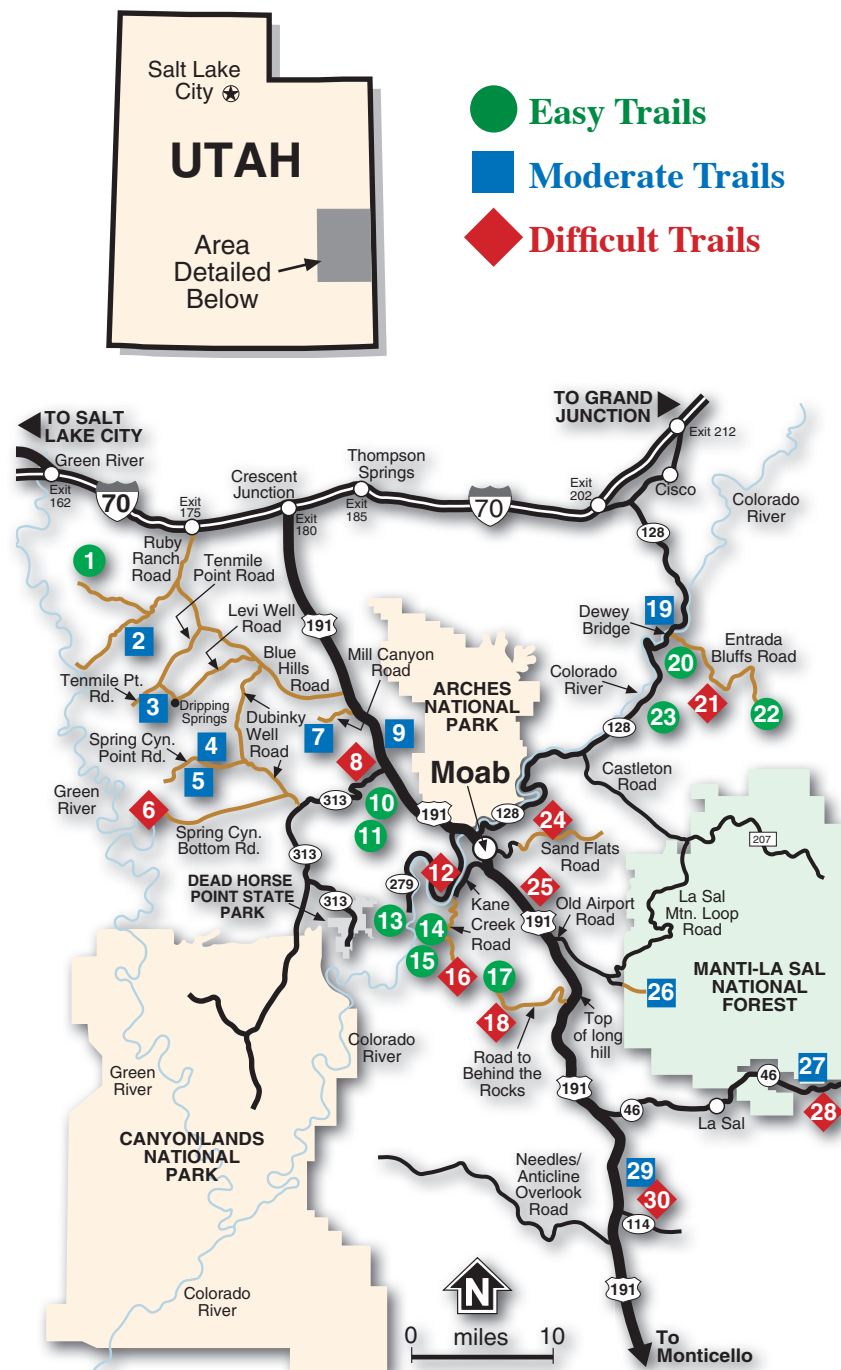 Salt Lake
City
UTAH
Area
Detailed
Below
Easy Trails
Moderate Trails
Difficult Trails
TO SALT
LAKE CITY
TO GRAND
JUNCTION
Exit 212
Green River
Exit
162
70
Exit
175
Crescent
Junction
Exit
180
Thompson
Springs
Exit
185
70
Exit
202
Cisco
Colorado
River
128
Ruby
Ranch
Road
Tenmile
Point Road
Levi Well
Road
191
1
2
Blue
Hills
Road
Mill Canyon
Road
ARCHES
NATIONAL
PARK
Dewey
Bridge
19
Entrada
Bluffs Road
20
21
22
23
Colorado
River
128
Tenmile Pt.
Rd.
3
Dripping
Springs
Dubinky
Well
Road
7
9
8
Spring Cyn.
Point Rd.
4
5
Green
River
6
Spring Cyn.
Bottom Rd.
313
10
11
191
Moab
128
Castleton
Road
24
Sand Flats
Road
207
313
DEAD HORSE
POINT STATE
PARK
313
279
12
Kane
Creek
Road
25
191
Old Airport
Road
La Sal
Mtn. Loop
Road
13
14
15
16
17
18
26
MANTI-LA SAL
NATIONAL
FOREST
Top
of long
hill
Road to
Behind the
Rocks
Colorado
River
Green
River
191
46
La Sal
46
27
28
CANYONLANDS
NATIONAL
PARK
Needles/
Anticline
Overlook
Road
29
30
114
191
Colorado
River
N
0 miles 10
To
Monticello